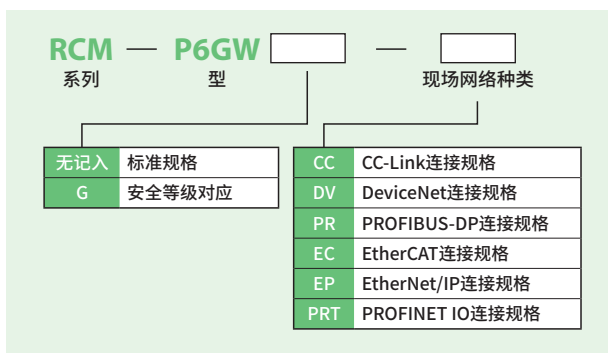 RCM — P6GW — 
系列 型 现场网络种类
无记入 标准规格
G 安全等级对应
CC CC-Link连接规格
DV DeviceNet连接规格
PR PROFIBUS-DP连接规格
EC EtherCAT连接规格
EP EtherNet/IP连接规格
PRT PROFINET IO连接规格